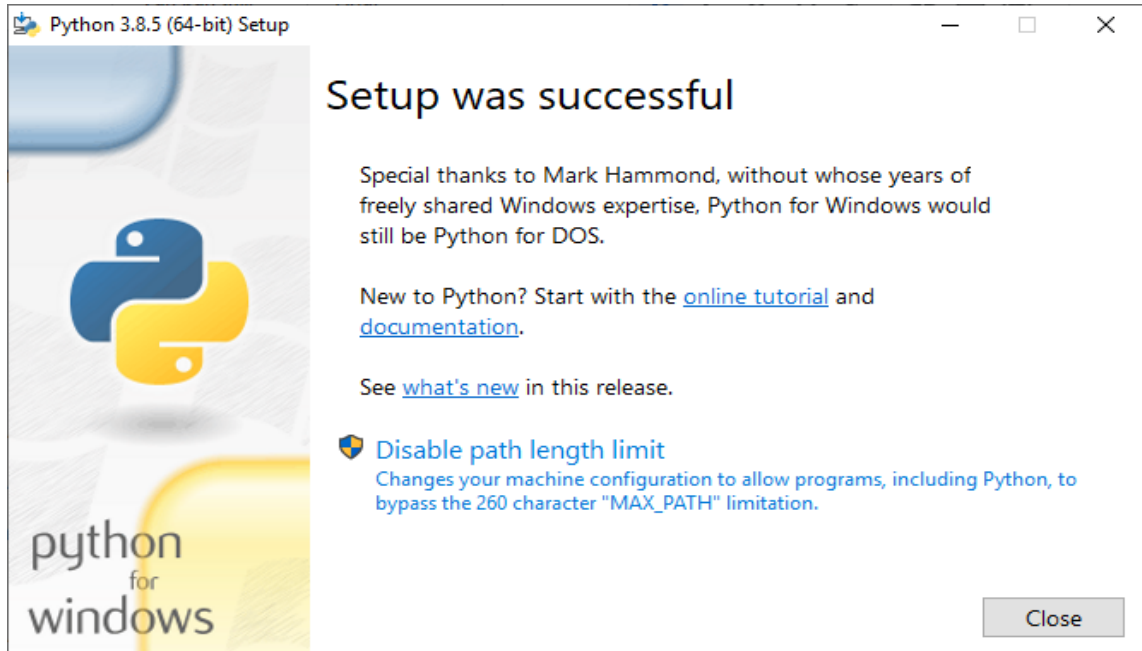 Python 3.8.5 (64-bit) Setup
Setup was successful
Special thanks to Mark Hammond, without whose years of
freely shared Windows expertise, Python for Windows would
still be Python for DOS.
New to Python? Start with the online tutorial and
documentation.
See what's new in this release.
Disable path length limit
Changes your machine configuration to allow programs, including Python, to
bypass the 260 character "MAX_PATH" limitation.
python
for
windows
Close